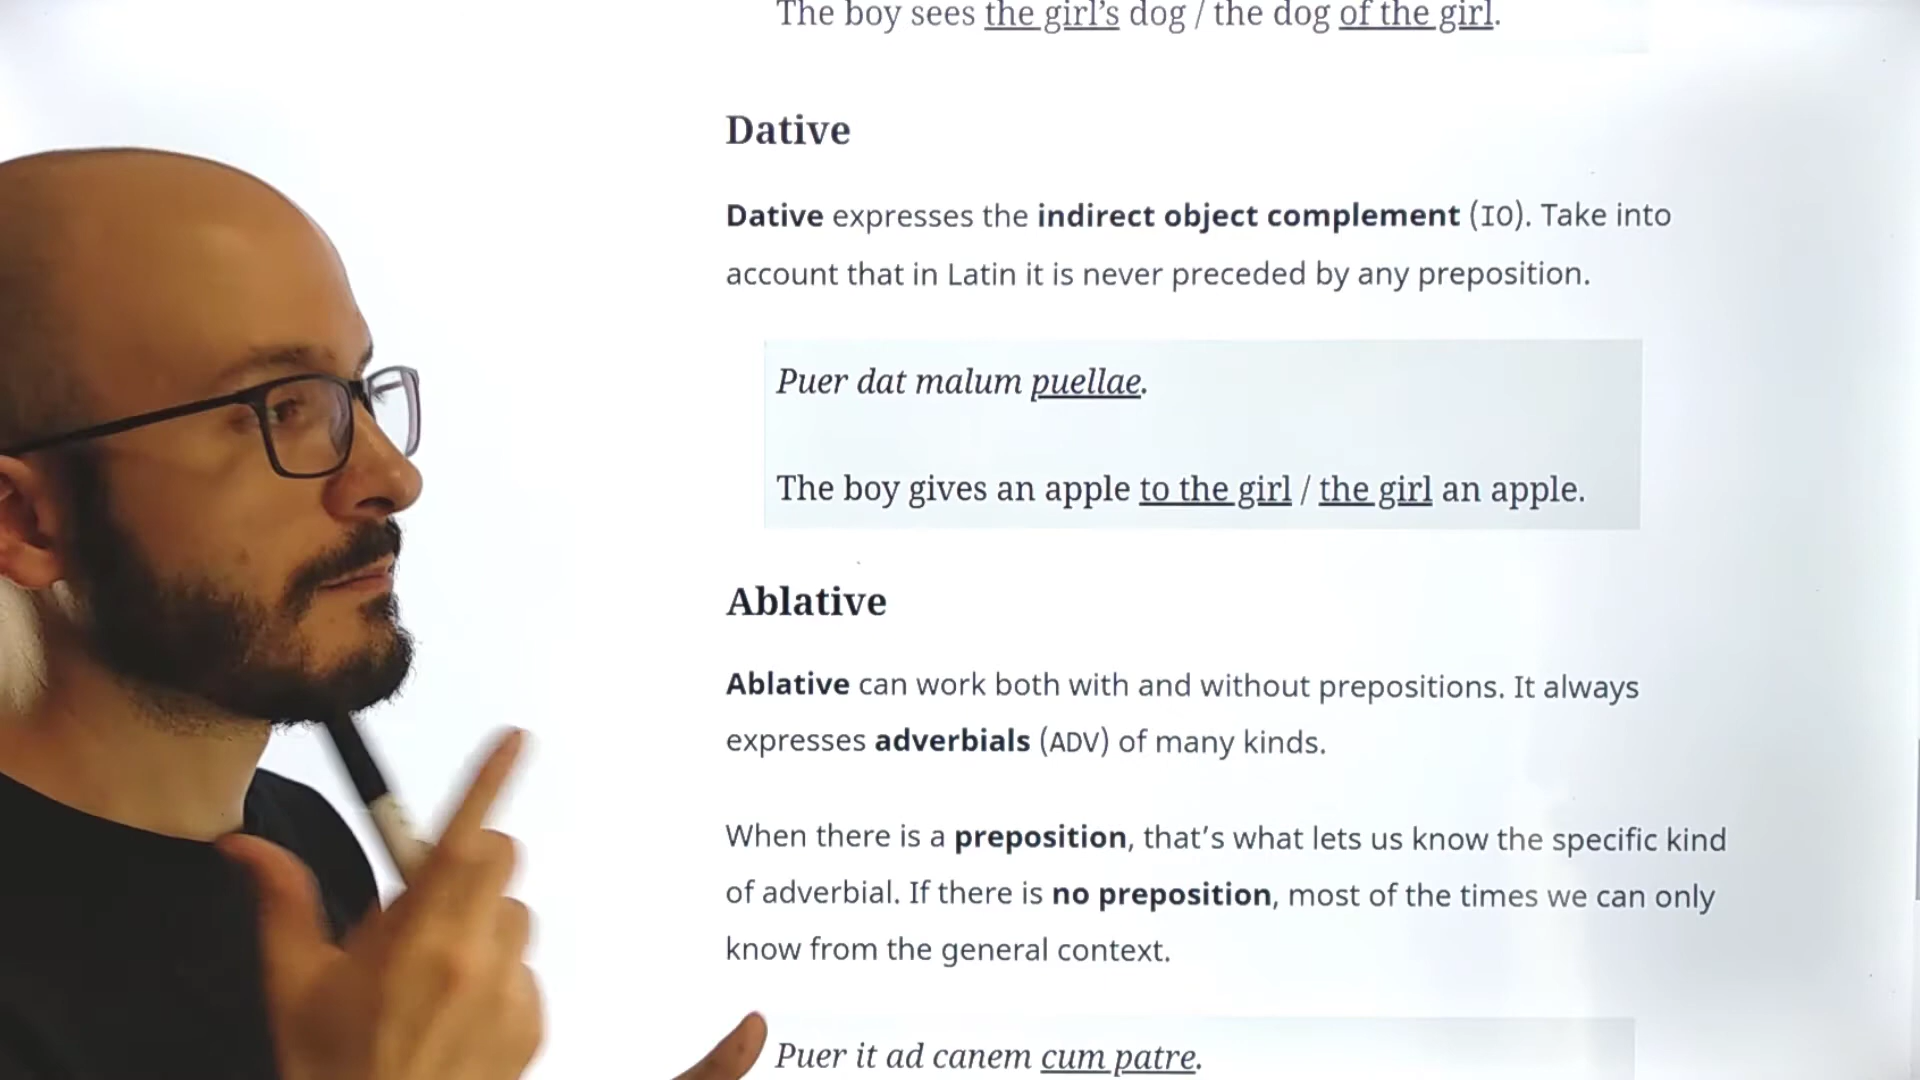 The boy sees the girl's dog / the dog of the girl.
Dative
Dative expresses the indirect object complement (IO). Take into
account that in Latin it is never preceded by any preposition.
Puer dat malum puellae.
The boy gives an apple to the girl / the girl an apple.
Ablative
Ablative can work both with and without prepositions. It always
expresses adverbials (ADV) of many kinds.
When there is a preposition, that's what lets us know the specific kind
of adverbial. If there is no preposition, most of the times we can only
know from the general context.
Puer it ad canem cum patre.